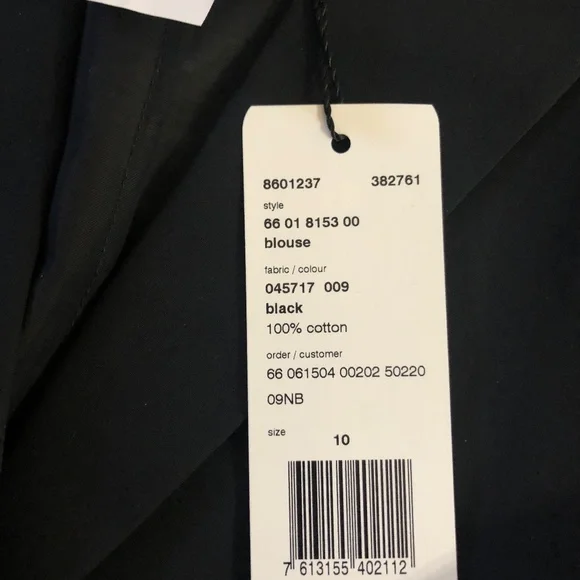 8601237 382761
style
66 01 8153 00
blouse
fabric / colour
045717 009
black
100% cotton
order / customer
66 061504 00202 50220
09NB
size
10
7 613155 402112